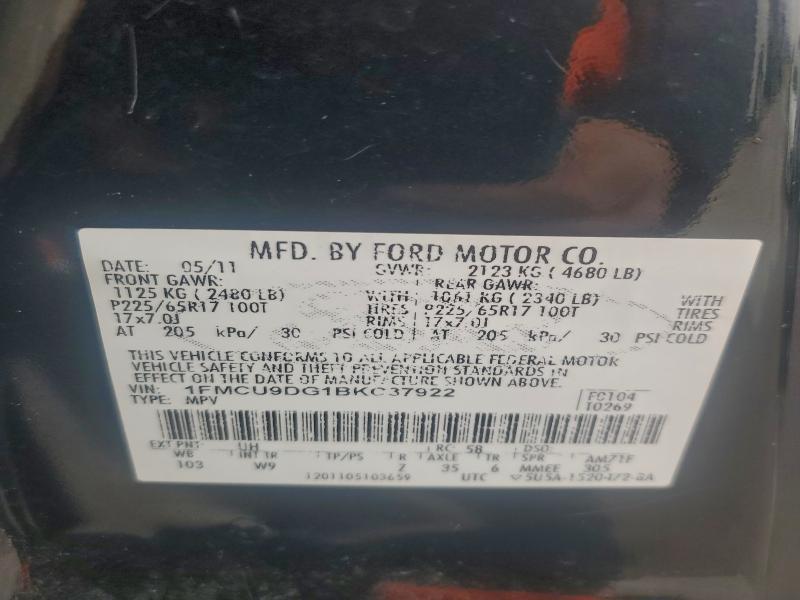 MFD. BY FORD MOTOR CO.
DATE: 05/11 GVWR: 2123 KG ( 4680 LB)
FRONT GAWR: REAR GAWR:
1125 KG ( 2480 LB) WITH 1061 KG ( 2340 LB) WITH
P225/65R17 100T TIRES P225/65R17 100T TIRES
17x7.0J RIMS 17x7.0J RIMS
AT 205 kPa/ 30 PSI COLD AT 205 kPa/ 30 PSI COLD
THIS VEHICLE CONFORMS TO ALL APPLICABLE FEDERAL MOTOR
VEHICLE SAFETY AND THEFT PREVENTION STANDARDS IN
EFFECT ON THE DATE OF MANUFACTURE SHOWN ABOVE.
VIN: 1FMCU9DG1BKC37922 FC104
TYPE: MPV T0269
EXT PNT: UH RC: 58 DSO:
WB INT TR TP/PS R AXLE TR SPR
103 W9 Z 35 6 MMEE 305
1201105103659 UTC